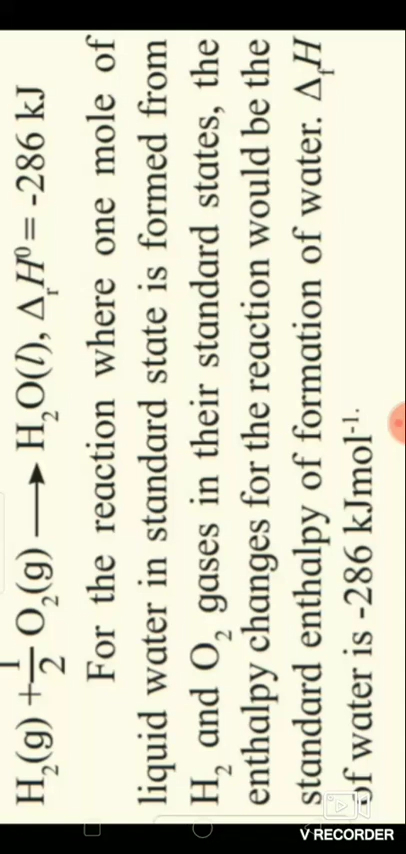 H₂(g) + 1/2 O₂(g) ⟶ H₂O(l), ΔᵣH⁰ = -286 kJ
For the reaction where one mole of
liquid water in standard state is formed from
H₂ and O₂ gases in their standard states, the
enthalpy changes for the reaction would be the
standard enthalpy of formation of water. ΔfH
of water is -286 kJmol⁻¹.
V RECORDER